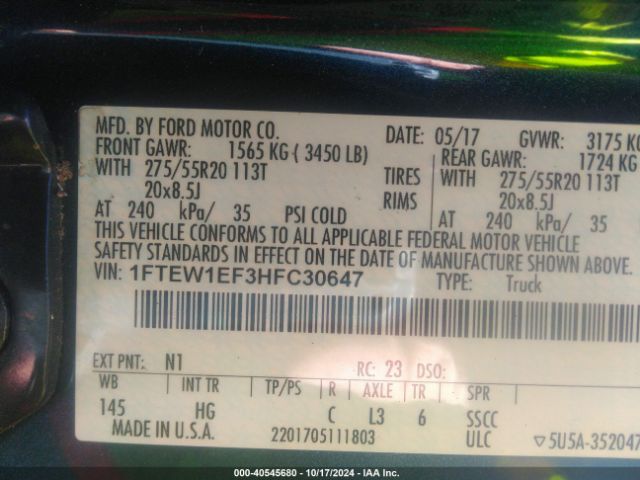 MFD. BY FORD MOTOR CO. DATE: 05/17 GVWR: 3175 KG
FRONT GAWR: 1565 KG ( 3450 LB) REAR GAWR: 1724 KG
WITH 275/55R20 113T TIRES WITH 275/55R20 113T
20x8.5J RIMS 20x8.5J
AT 240 kPa/ 35 PSI COLD AT 240 kPa/ 35
THIS VEHICLE CONFORMS TO ALL APPLICABLE FEDERAL MOTOR VEHICLE
SAFETY STANDARDS IN EFFECT ON THE DATE OF MANUFACTURE SHOWN ABOVE.
VIN: 1FTEW1EF3HFC30647 TYPE: Truck
EXT PNT: N1 RC: 23 DSO:
WB INT TR TP/PS R AXLE TR SPR
145 HG C L3 6 SSCC
MADE IN U.S.A. 2201705111803 ULC ▽5U5A-352047
000-40545680 - 10/17/2024 - IAA Inc.